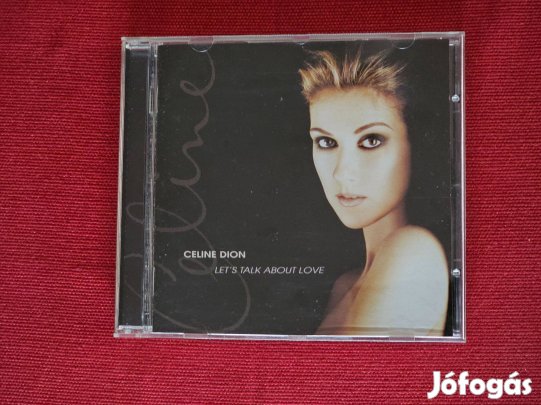 Celine
CELINE DION
LET'S TALK ABOUT LOVE
Jófogás